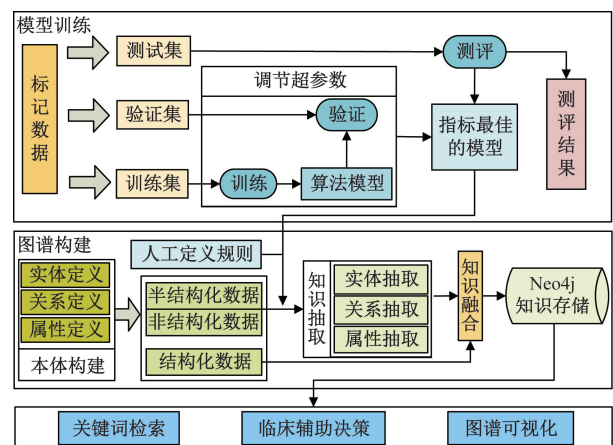 模型训练
标记数据
测试集
测评
调节超参数
验证集
验证
指标最佳
的模型
测评结果
训练集
训练
算法模型
图谱构建
人工定义规则
实体定义
关系定义
属性定义
本体构建
半结构化数据
非结构化数据
结构化数据
知识抽取
实体抽取
关系抽取
属性抽取
知识融合
Neo4j
知识存储
关键词检索
临床辅助决策
图谱可视化